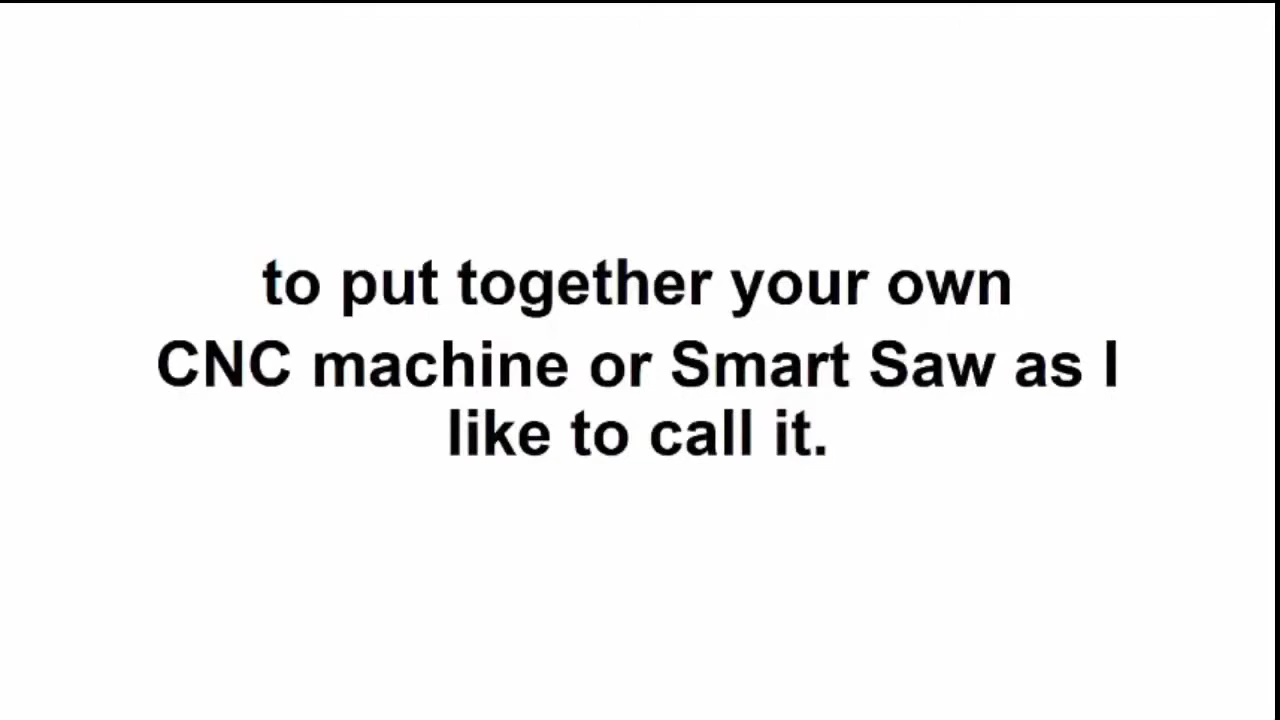 to put together your own
CNC machine or Smart Saw as I
like to call it.